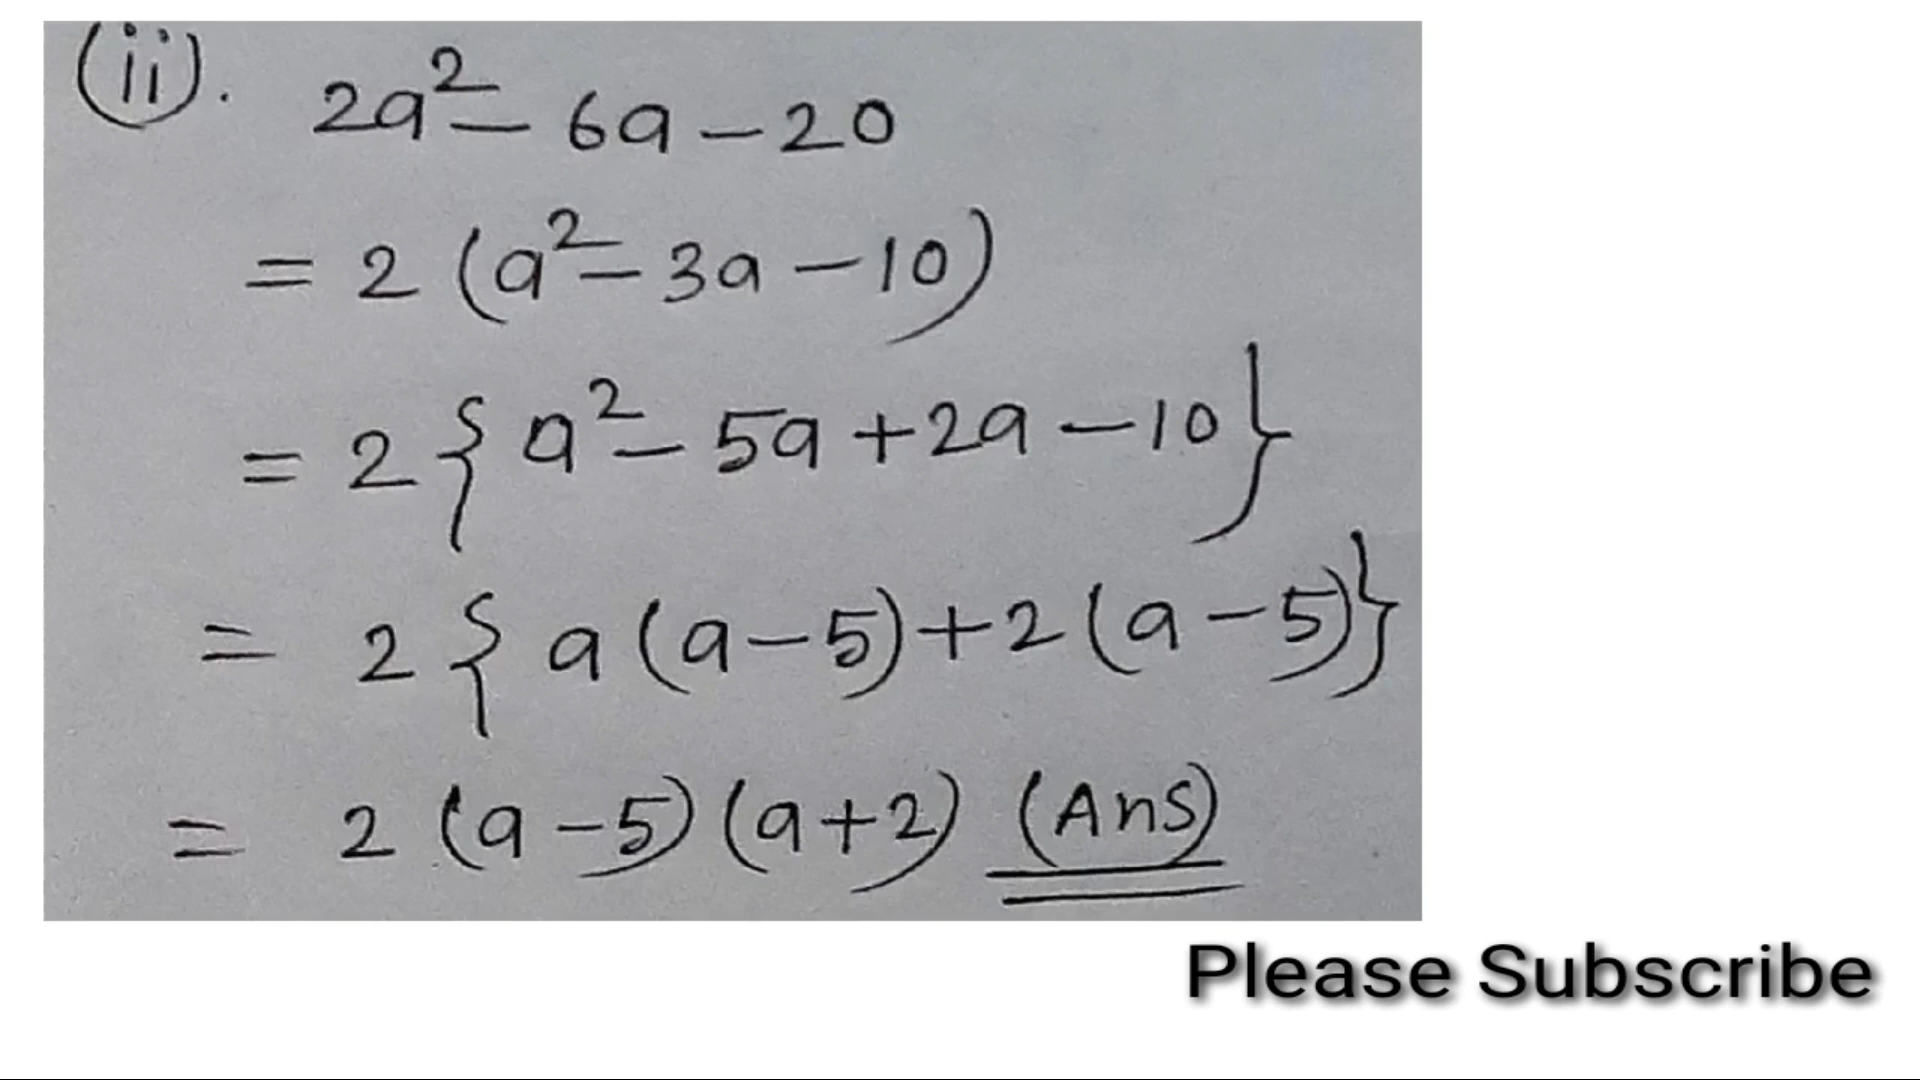 (ii). 2a² - 6a - 20
= 2 (a² - 3a - 10)
= 2 { a² - 5a + 2a - 10 }
= 2 { a (a - 5) + 2 (a - 5) }
= 2 (a - 5) (a + 2) (Ans)
Please Subscribe